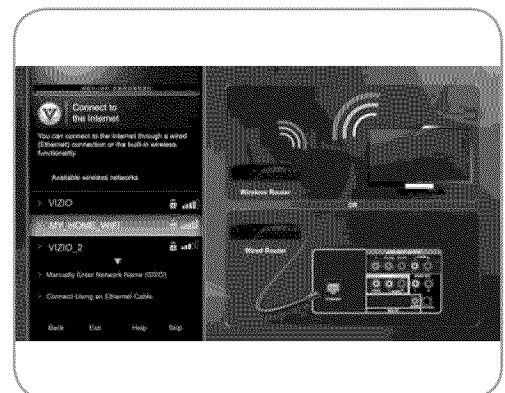 Connect to
the Internet
You can connect to the internet through a wired
(Ethernet) connection or the built-in wireless
functionality.
Available wireless networks
> VIZIO
MY_HOME_WIFI
> VIZIO_2
> Manually Enter Network Name (SSID)
> Connect Using an Ethernet Cable
Back Exit Help Skip
Wireless Router
OR
Wired Router